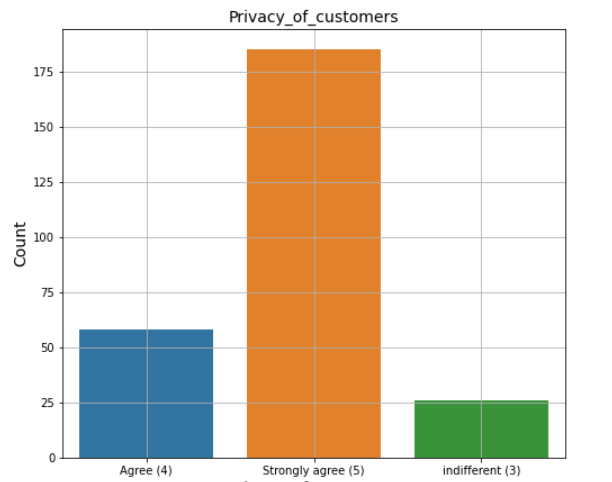 Privacy_of_customers
175
150
125
100
75
50
25
0
Count
Agree (4) Strongly agree (5) indifferent (3)